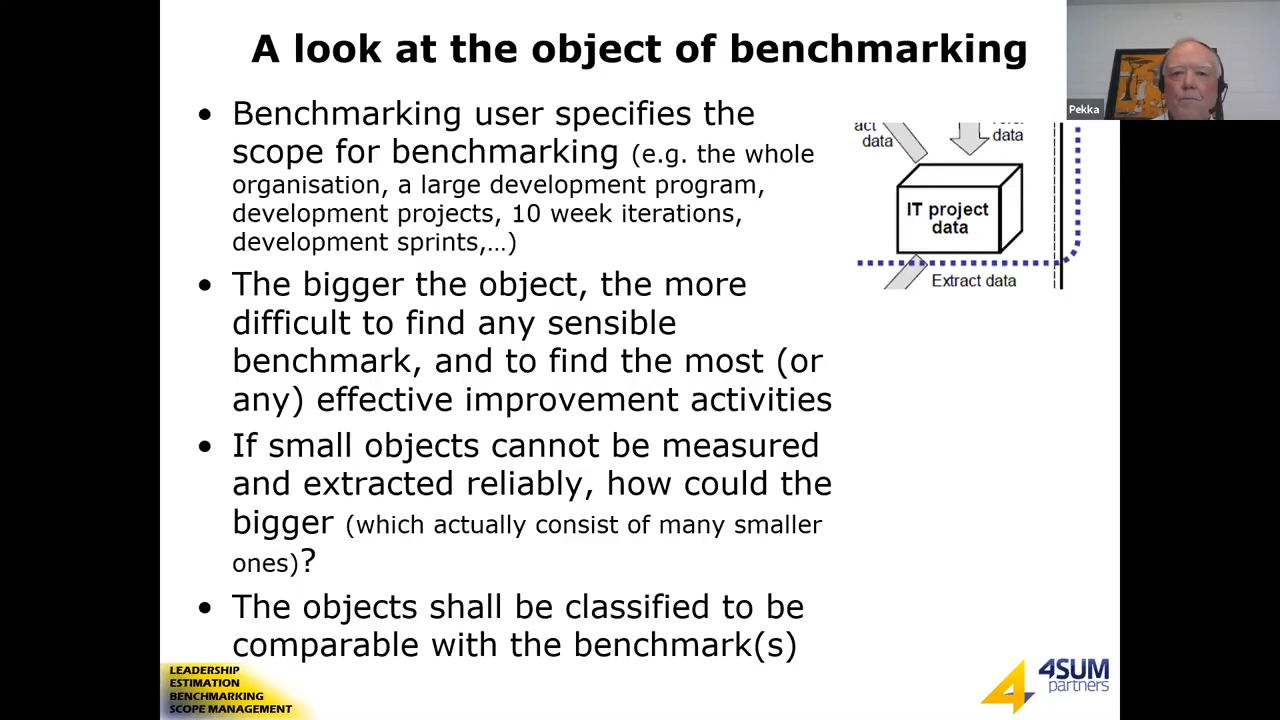 A look at the object of benchmarking
Pekka
• Benchmarking user specifies the
scope for benchmarking (e.g. the whole
organisation, a large development program,
development projects, 10 week iterations,
development sprints,...)
• The bigger the object, the more
difficult to find any sensible
benchmark, and to find the most (or
any) effective improvement activities
• If small objects cannot be measured
and extracted reliably, how could the
bigger (which actually consist of many smaller
ones)?
• The objects shall be classified to be
comparable with the benchmark(s)
data
data
IT project
data
Extract data
LEADERSHIP
ESTIMATION
BENCHMARKING
SCOPE MANAGEMENT
4SUM
partners